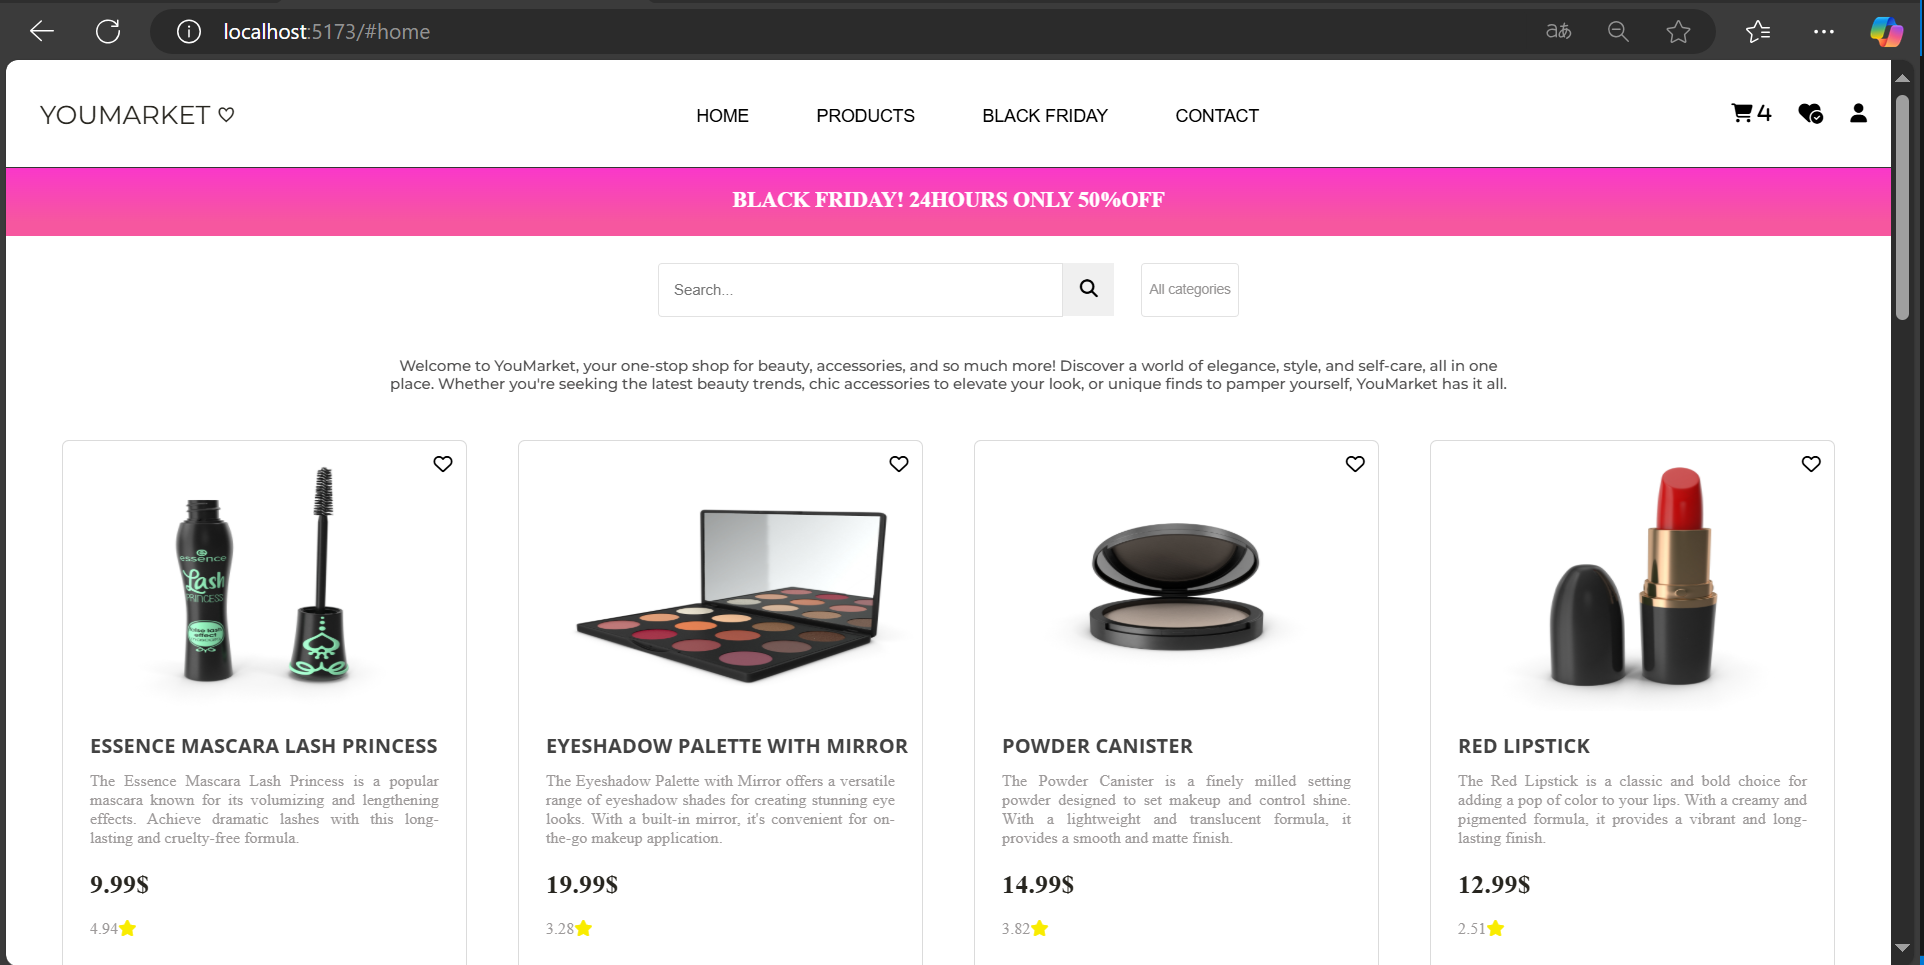 localhost:5173/#home
YOUMARKET
HOME PRODUCTS BLACK FRIDAY CONTACT
4
BLACK FRIDAY! 24HOURS ONLY 50%OFF
Search...
All categories
Welcome to YouMarket, your one-stop shop for beauty, accessories, and so much more! Discover a world of elegance, style, and self-care, all in one
place. Whether you're seeking the latest beauty trends, chic accessories to elevate your look, or unique finds to pamper yourself, YouMarket has it all.
essence
Lash
PRINCESS
false lash
effect
mascara
ESSENCE MASCARA LASH PRINCESS
The Essence Mascara Lash Princess is a popular
mascara known for its volumizing and lengthening
effects. Achieve dramatic lashes with this long-
lasting and cruelty-free formula.
9.99$
4.94
EYESHADOW PALETTE WITH MIRROR
The Eyeshadow Palette with Mirror offers a versatile
range of eyeshadow shades for creating stunning eye
looks. With a built-in mirror, it's convenient for on-
the-go makeup application.
19.99$
3.28
POWDER CANISTER
The Powder Canister is a finely milled setting
powder designed to set makeup and control shine.
With a lightweight and translucent formula, it
provides a smooth and matte finish.
14.99$
3.82
RED LIPSTICK
The Red Lipstick is a classic and bold choice for
adding a pop of color to your lips. With a creamy and
pigmented formula, it provides a vibrant and long-
lasting finish.
12.99$
2.51